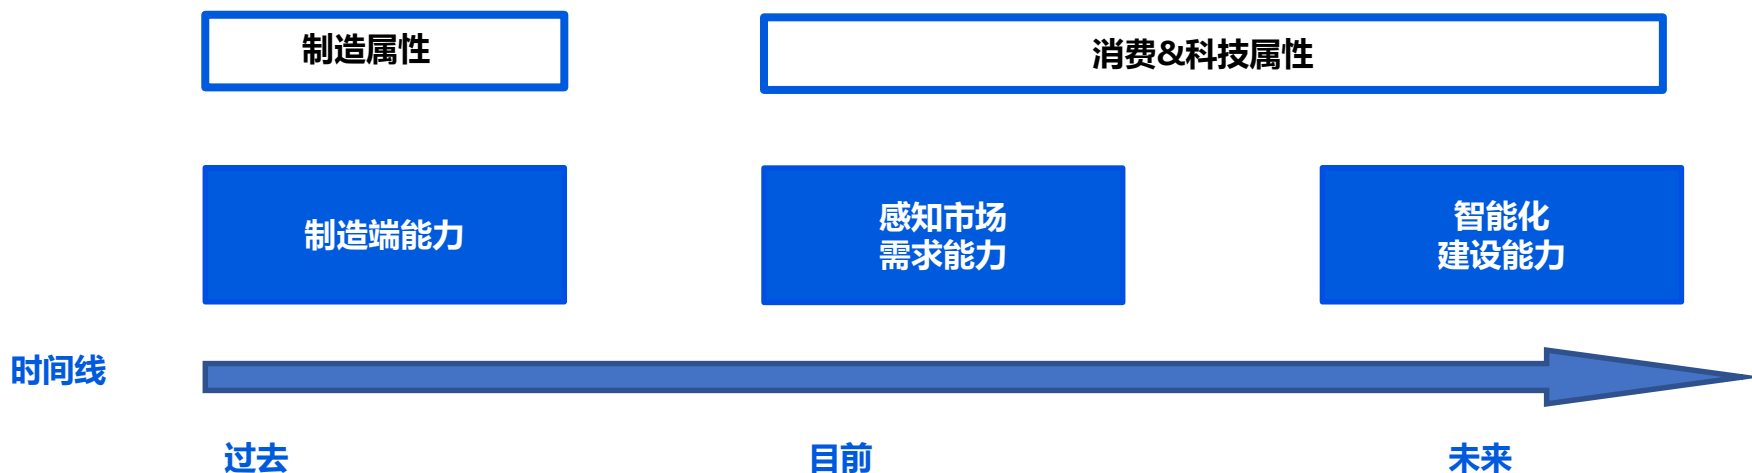 制造属性
消费&科技属性
制造端能力
感知市场
需求能力
智能化
建设能力
时间线
过去
目前
未来